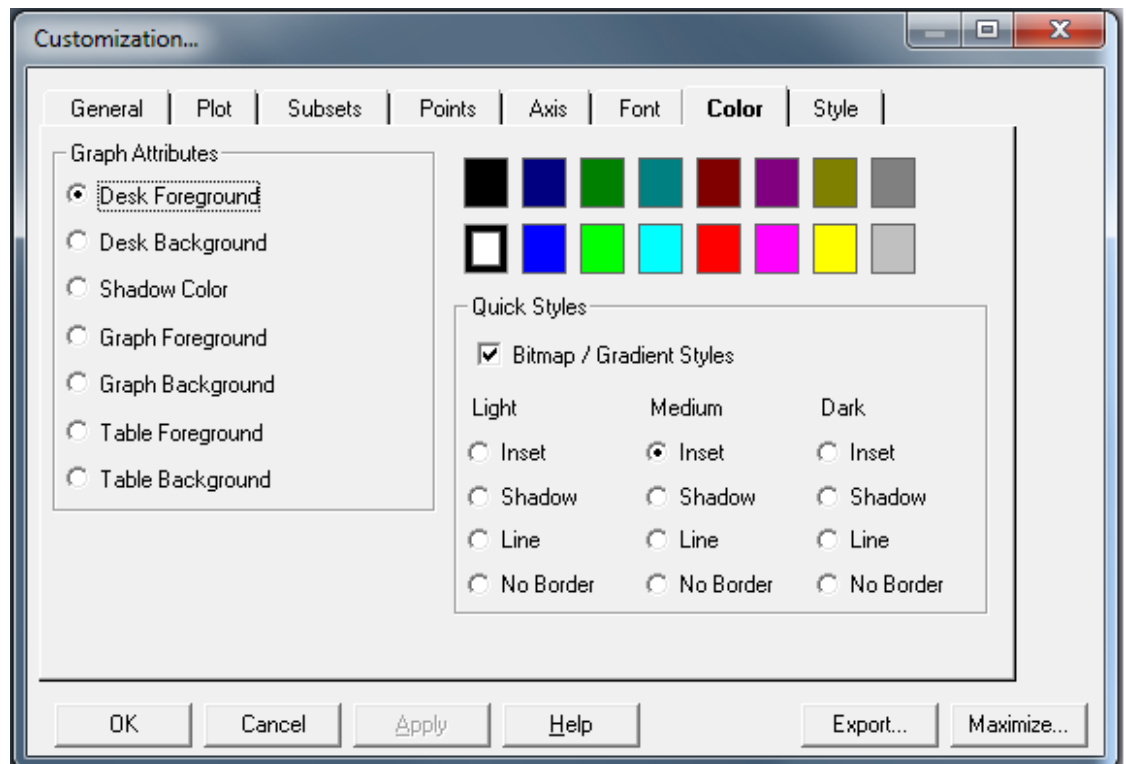 Customization...
General Plot Subsets Points Axis Font Color Style
Graph Attributes
Desk Foreground
Desk Background
Shadow Color
Graph Foreground
Graph Background
Table Foreground
Table Background
Quick Styles
Bitmap / Gradient Styles
Light Medium Dark
Inset Inset Inset
Shadow Shadow Shadow
Line Line Line
No Border No Border No Border
OK Cancel Apply Help Export... Maximize...